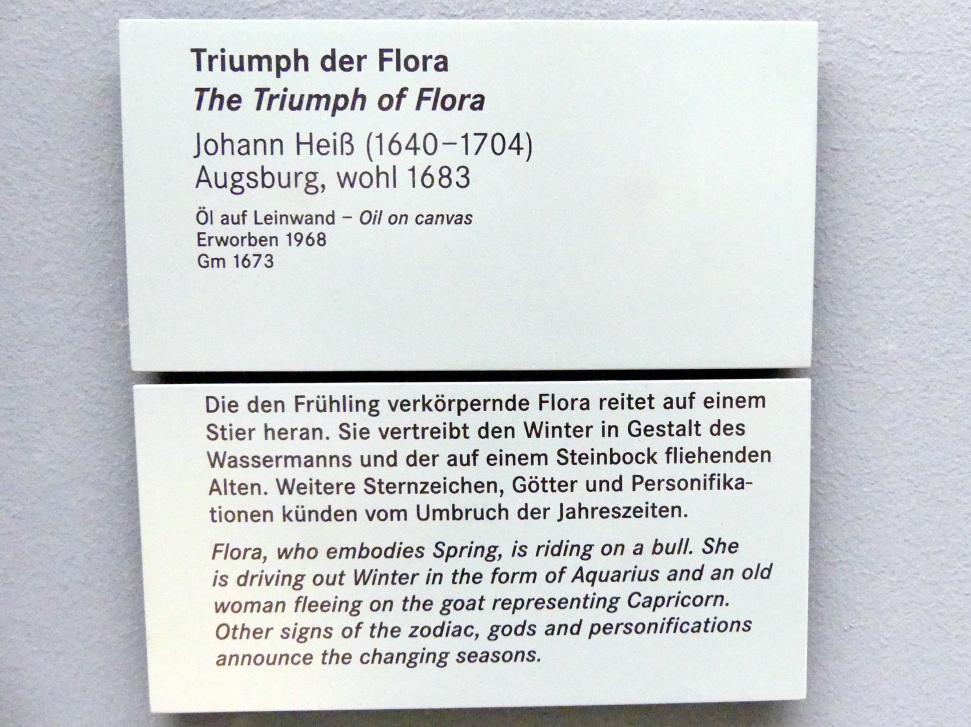 Triumph der Flora
The Triumph of Flora
Johann Heiß (1640–1704)
Augsburg, wohl 1683
Öl auf Leinwand – Oil on canvas
Erworben 1968
Gm 1673
Die den Frühling verkörpernde Flora reitet auf einem
Stier heran. Sie vertreibt den Winter in Gestalt des
Wassermanns und der auf einem Steinbock fliehenden
Alten. Weitere Sternzeichen, Götter und Personifika-
tionen künden vom Umbruch der Jahreszeiten.
Flora, who embodies Spring, is riding on a bull. She
is driving out Winter in the form of Aquarius and an old
woman fleeing on the goat representing Capricorn.
Other signs of the zodiac, gods and personifications
announce the changing seasons.